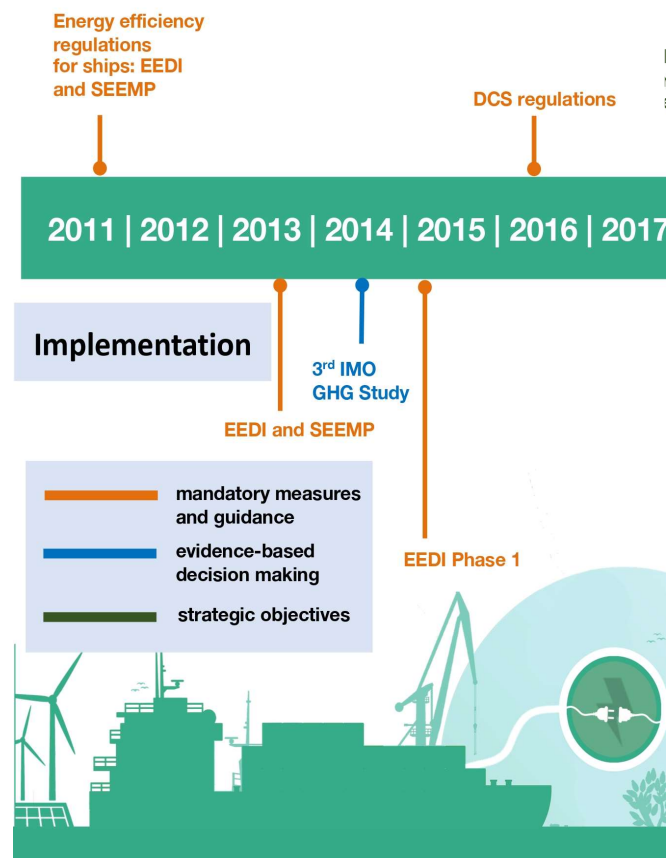 Energy efficiency
regulations
for ships: EEDI
and SEEMP
DCS regulations
2011 | 2012 | 2013 | 2014 | 2015 | 2016 | 2017
Implementation
3rd IMO
GHG Study
EEDI and SEEMP
EEDI Phase 1
mandatory measures
and guidance
evidence-based
decision making
strategic objectives